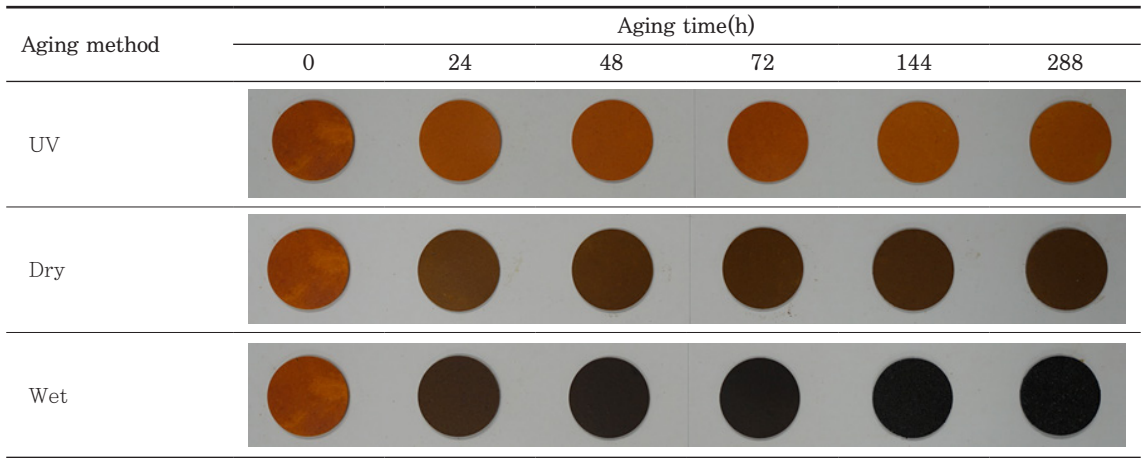 Aging method
Aging time(h)
0 24 48 72 144 288
UV
Dry
Wet